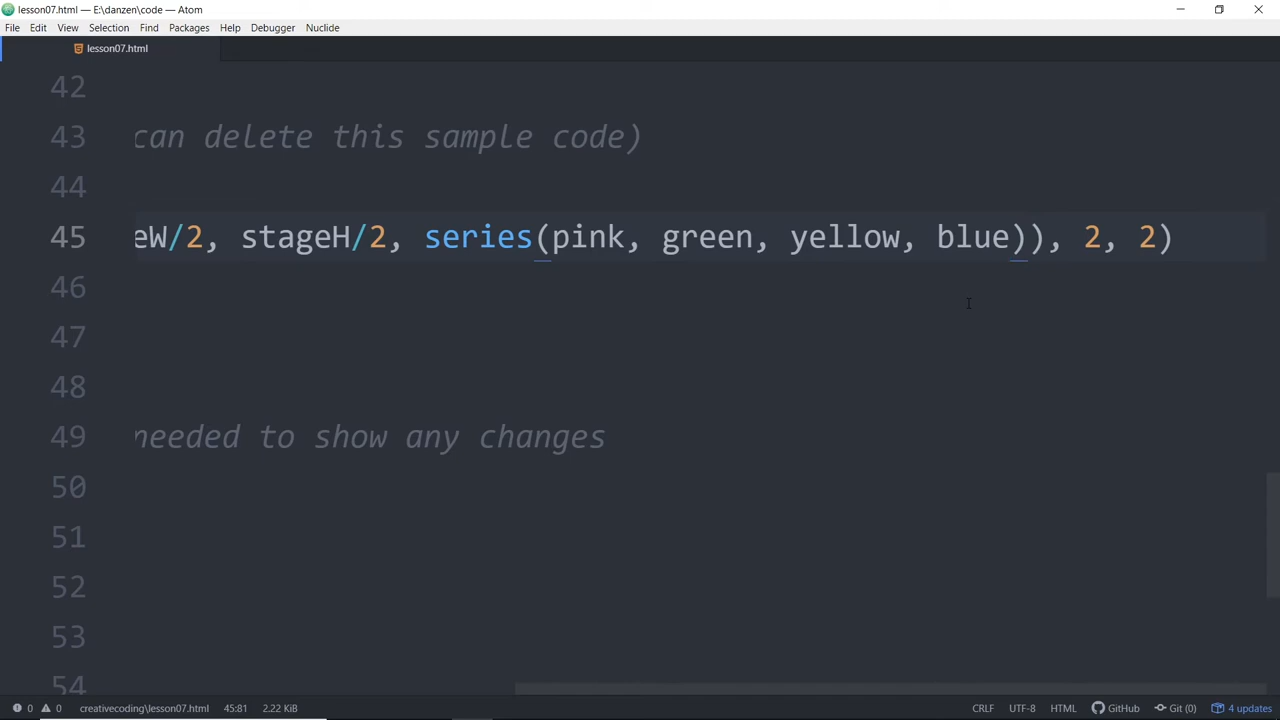 lesson07.html — E:\danzen\code — Atom
File Edit View Selection Find Packages Help Debugger Nuclide
lesson07.html
42
43 can delete this sample code)
44
45 eW/2, stageH/2, series(pink, green, yellow, blue)), 2, 2)
46
47
48
49 needed to show any changes
50
51
52
53
54
0 0 creativecoding\lesson07.html 45:81 2.22 KiB CRLF UTF-8 HTML GitHub Git (0) 4 updates